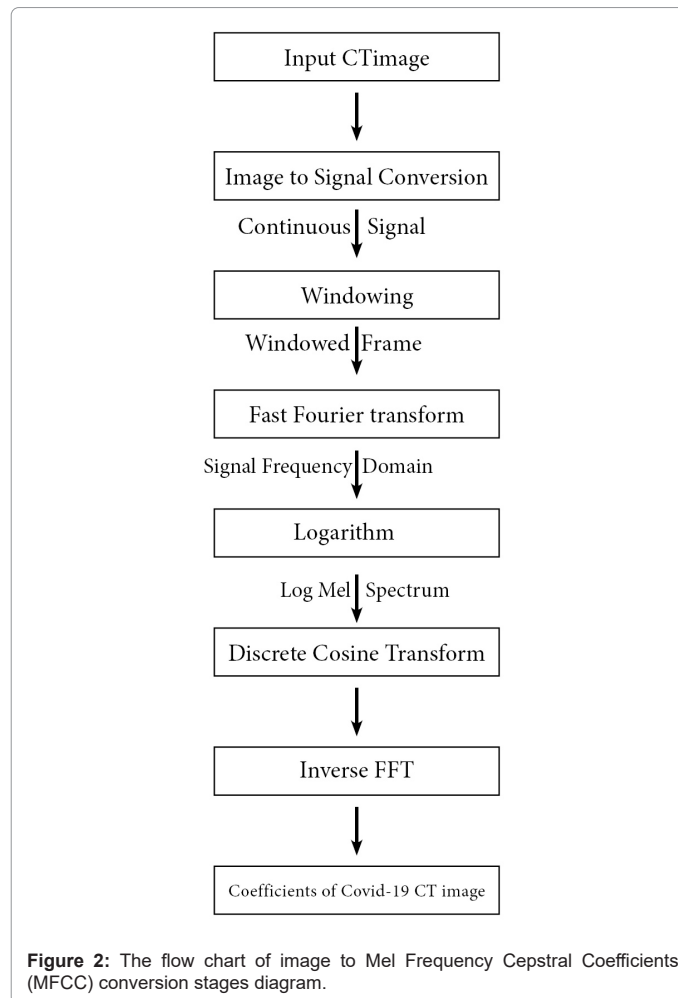 Input CTimage
Image to Signal Conversion
Continuous Signal
Windowing
Windowed Frame
Fast Fourier transform
Signal Frequency Domain
Logarithm
Log Mel Spectrum
Discrete Cosine Transform
Inverse FFT
Coefficients of Covid-19 CT image
Figure 2: The flow chart of image to Mel Frequency Cepstral Coefficients
(MFCC) conversion stages diagram.